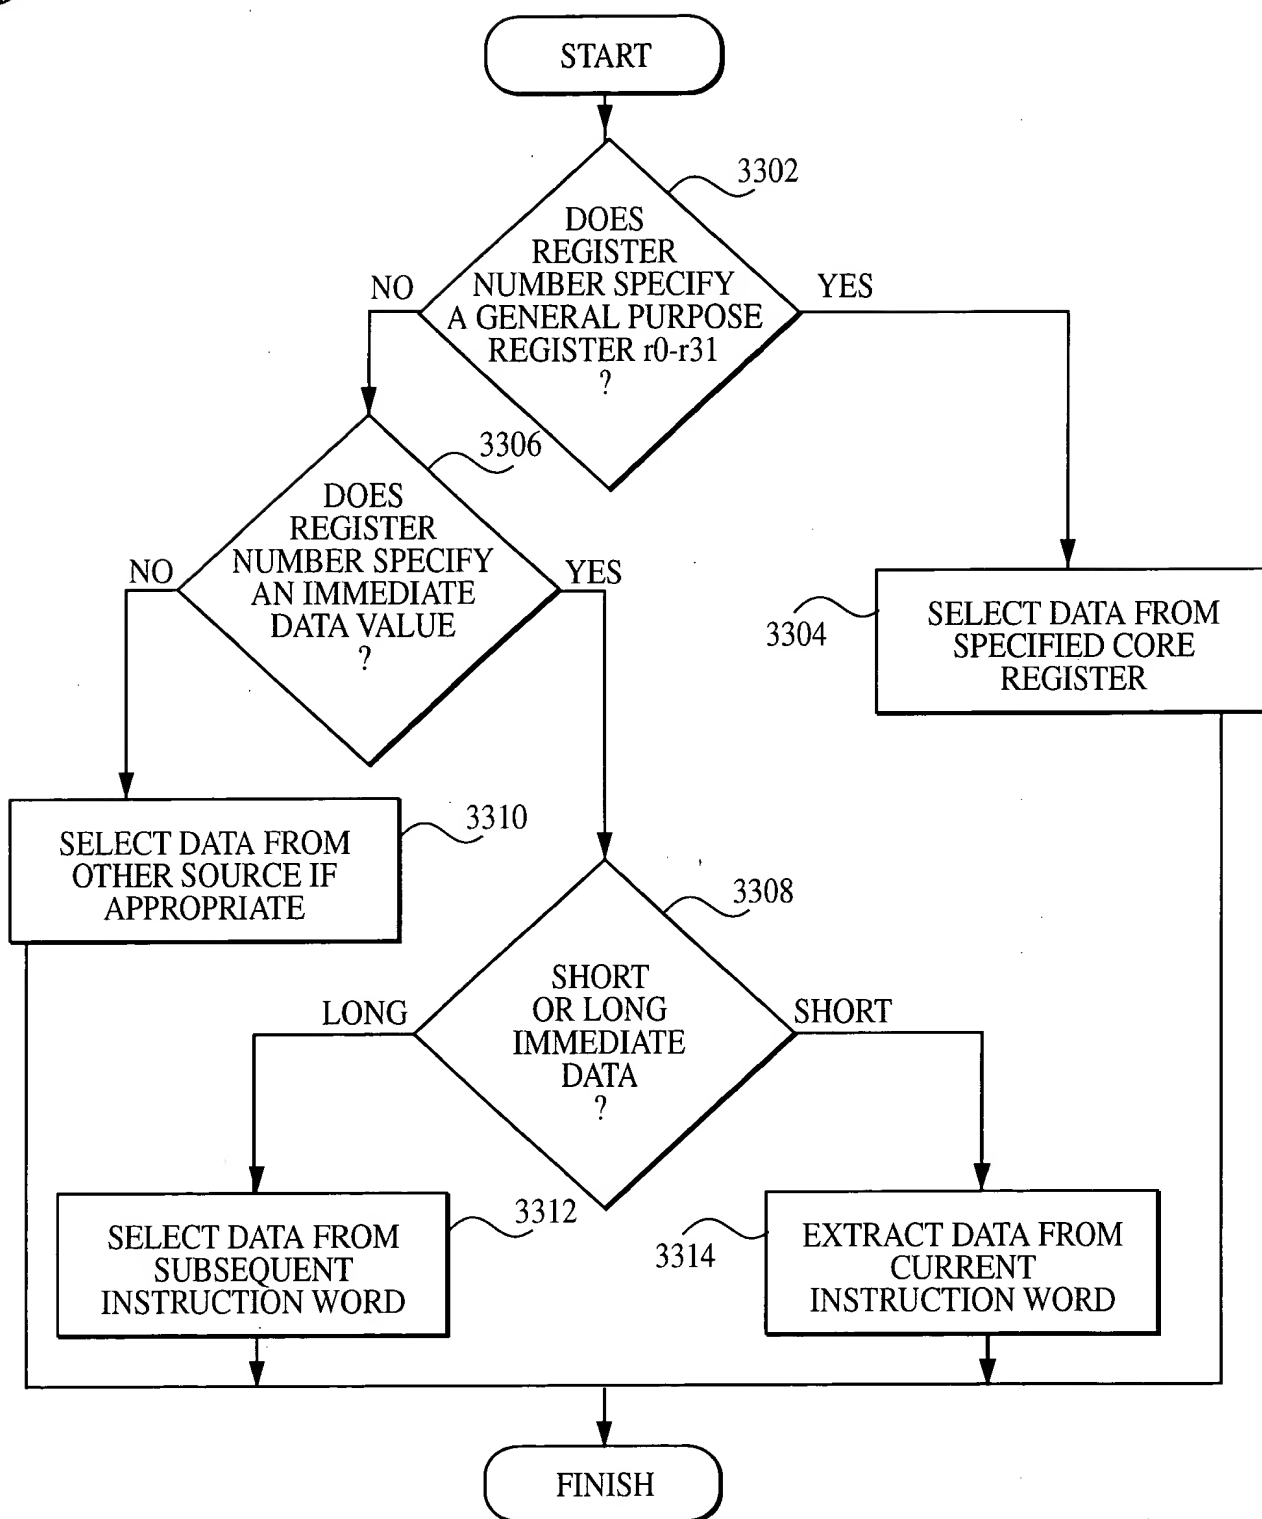 START
3302
DOES
REGISTER
NUMBER SPECIFY
A GENERAL PURPOSE
REGISTER r0-r31
?
NO
YES
3306
DOES
REGISTER
NUMBER SPECIFY
AN IMMEDIATE
DATA VALUE
?
NO
YES
3304
SELECT DATA FROM
SPECIFIED CORE
REGISTER
3310
SELECT DATA FROM
OTHER SOURCE IF
APPROPRIATE
3308
SHORT
OR LONG
IMMEDIATE
DATA
?
LONG
SHORT
3312
SELECT DATA FROM
SUBSEQUENT
INSTRUCTION WORD
3314
EXTRACT DATA FROM
CURRENT
INSTRUCTION WORD
FINISH